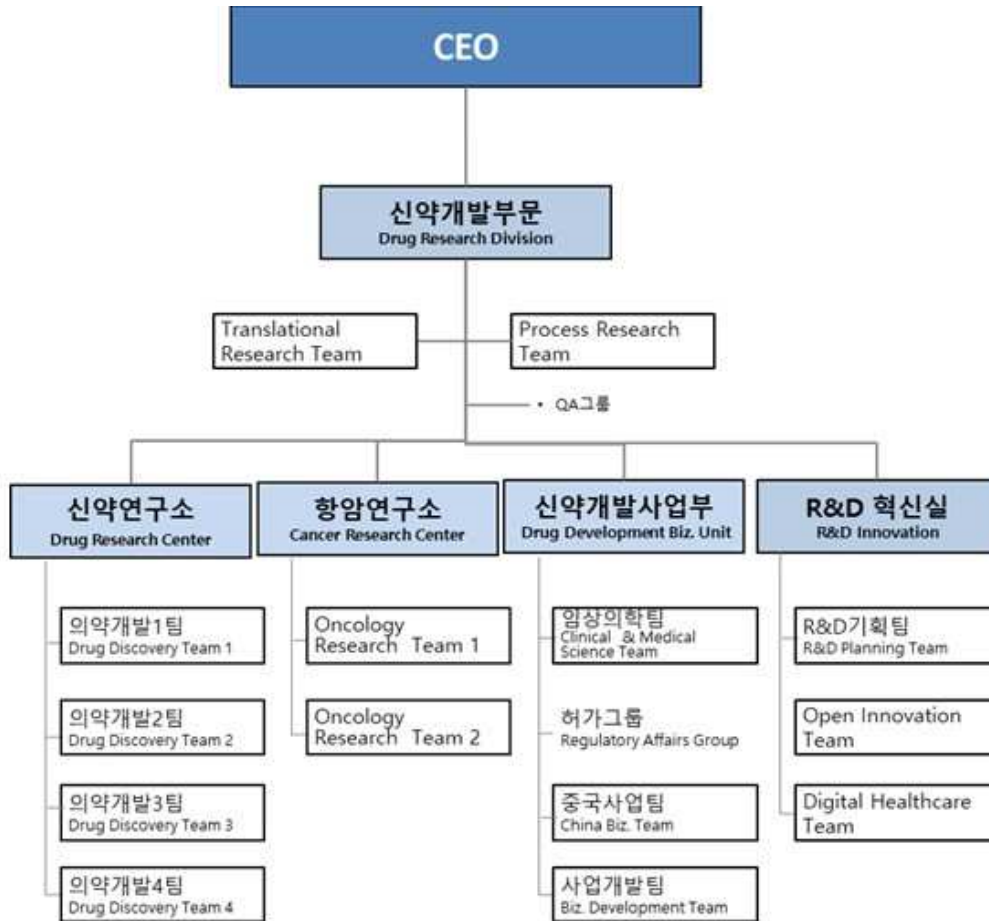 CEO
신약개발부문
Drug Research Division
Translational
Research Team
Process Research
Team
• QA그룹
신약연구소
Drug Research Center
항암연구소
Cancer Research Center
신약개발사업부
Drug Development Biz. Unit
R&D 혁신실
R&D Innovation
의약개발1팀
Drug Discovery Team 1
의약개발2팀
Drug Discovery Team 2
의약개발3팀
Drug Discovery Team 3
의약개발4팀
Drug Discovery Team 4
Oncology
Research Team 1
Oncology
Research Team 2
임상의학팀
Clinical & Medical
Science Team
허가그룹
Regulatory Affairs Group
중국사업팀
China Biz. Team
사업개발팀
Biz. Development Team
R&D기획팀
R&D Planning Team
Open Innovation
Team
Digital Healthcare
Team